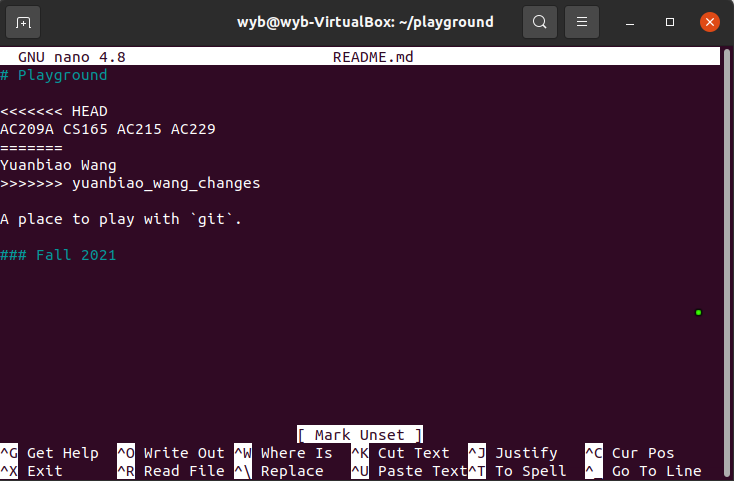 wyb@wyb-VirtualBox: ~/playground
GNU nano 4.8 README.md
# Playground
<<<<<<< HEAD
AC209A CS165 AC215 AC229
=======
Yuanbiao Wang
>>>>>>> yuanbiao_wang_changes
A place to play with `git`.
### Fall 2021
[ Mark Unset ]
^G Get Help ^O Write Out ^W Where Is ^K Cut Text ^J Justify ^C Cur Pos
^X Exit ^R Read File ^\ Replace ^U Paste Text ^T To Spell ^_ Go To Line